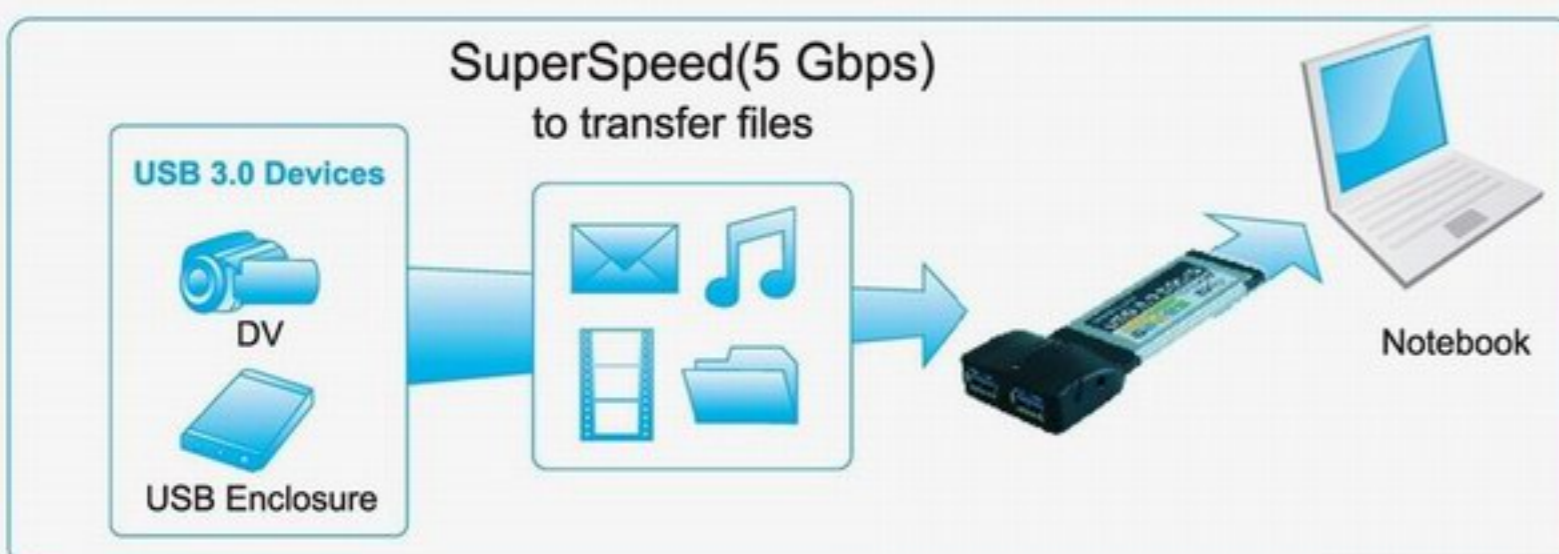 SuperSpeed(5 Gbps)
to transfer files
USB 3.0 Devices
DV
USB Enclosure
Notebook